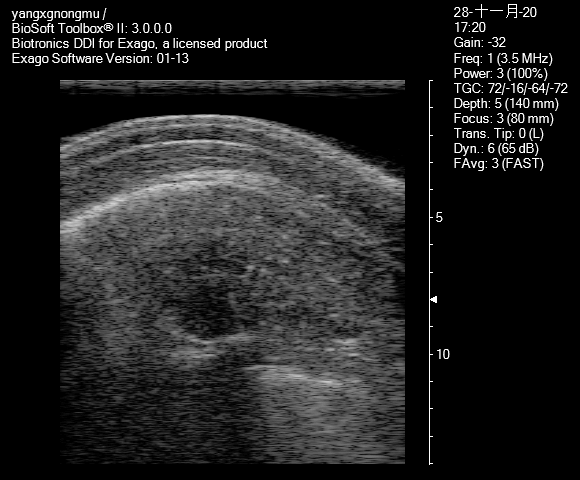 yangxgnongmu /
BioSoft Toolbox® II: 3.0.0.0
Biotronics DDI for Exago, a licensed product
Exago Software Version: 01-13
28-十一月-20
17:20
Gain: -32
Freq: 1 (3.5 MHz)
Power: 3 (100%)
TGC: 72/-16/-64/-72
Depth: 5 (140 mm)
Focus: 3 (80 mm)
Trans. Tip: 0 (L)
Dyn.: 6 (65 dB)
FAvg: 3 (FAST)
5
10